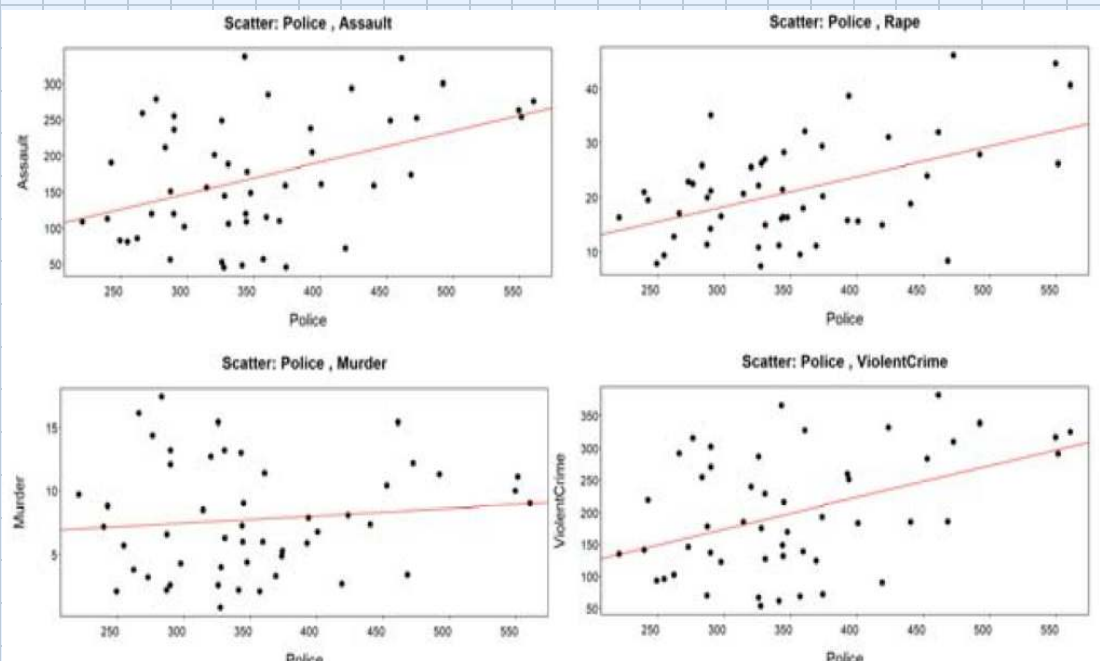 Scatter: Police , Assault
Assault
300
250
200
150
100
50
250 300 350 400 450 500 550
Police
Scatter: Police , Rape
40
30
20
10
250 300 350 400 450 500 550
Police
Scatter: Police , Murder
Murder
15
10
5
250 300 350 400 450 500 550
Police
Scatter: Police , ViolentCrime
ViolentCrime
350
300
250
200
150
100
50
250 300 350 400 450 500 550
Police